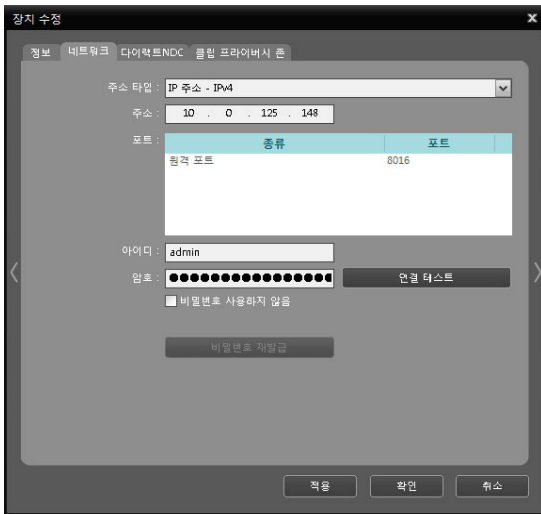 장치 수정 x
정보 네트워크 다이렉트NDC 클립 프라이버시 존
주소 타입 : IP 주소 - IPv4
주소 : 10 . 0 . 125 . 148
포트 : 종류 포트
원격 포트 8016
아이디 : admin
암호 : ●●●●●●●●●●●●●●●● 연결 테스트
비밀번호 사용하지 않음
비밀번호 재발급
적용 확인 취소